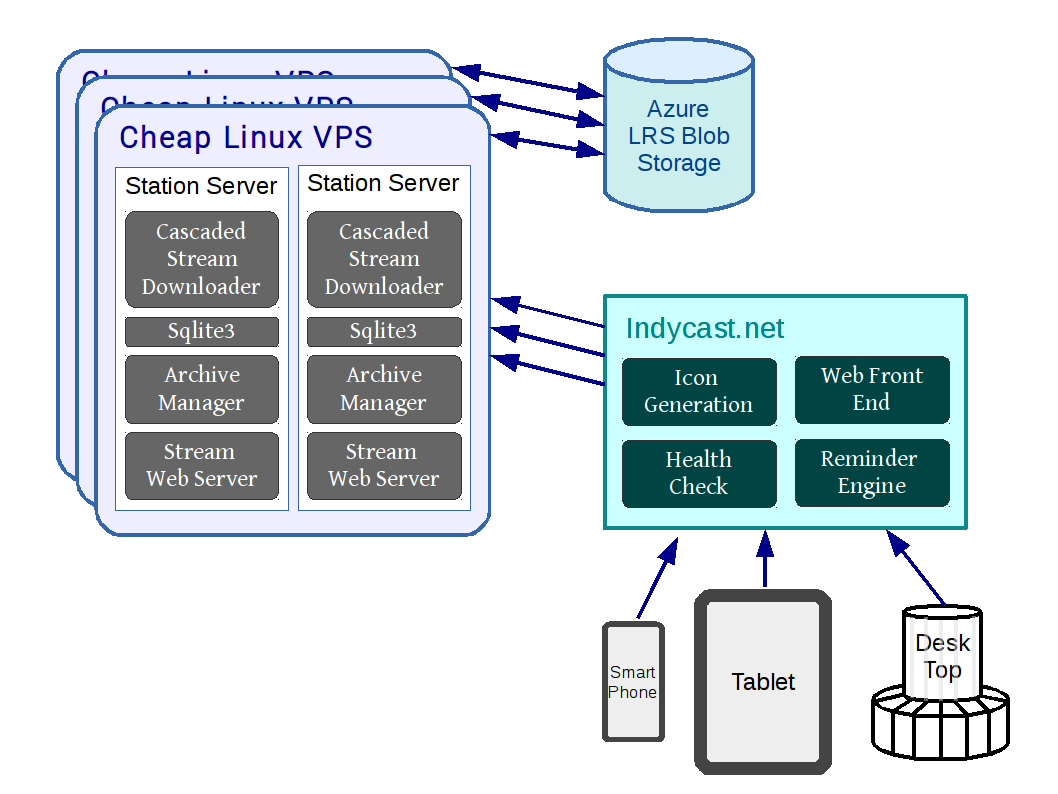 Cheap Linux VPS
Cheap Linux VPS
Cheap Linux VPS
Station Server
Cascaded
Stream
Downloader
Sqlite3
Archive
Manager
Stream
Web Server
Station Server
Cascaded
Stream
Downloader
Sqlite3
Archive
Manager
Stream
Web Server
Azure
LRS Blob
Storage
Indycast.net
Icon
Generation
Web Front
End
Health
Check
Reminder
Engine
Smart
Phone
Tablet
Desk
Top